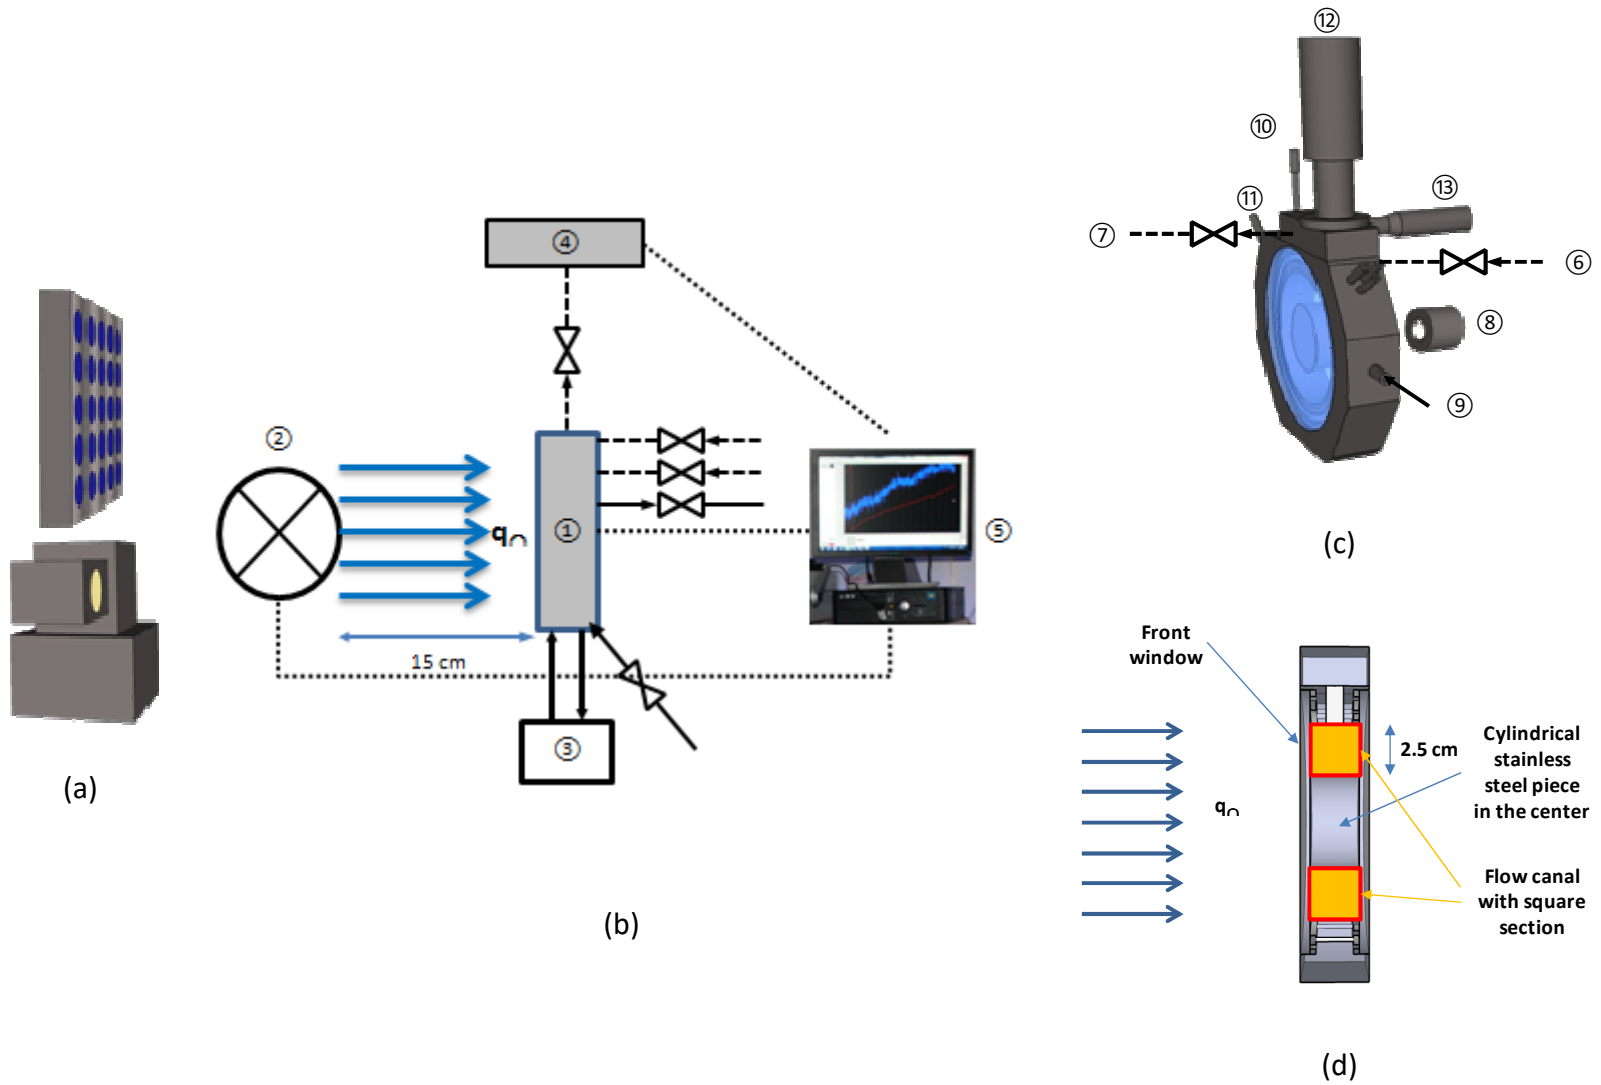 ⑫
⑩
⑪
⑬
⑦
⑥
⑧
⑨
(c)
④
②
①
⑤
q∩
15 cm
③
(a)
(b)
Front
window
2.5 cm
Cylindrical
stainless
steel piece
in the center
q∩
Flow canal
with square
section
(d)